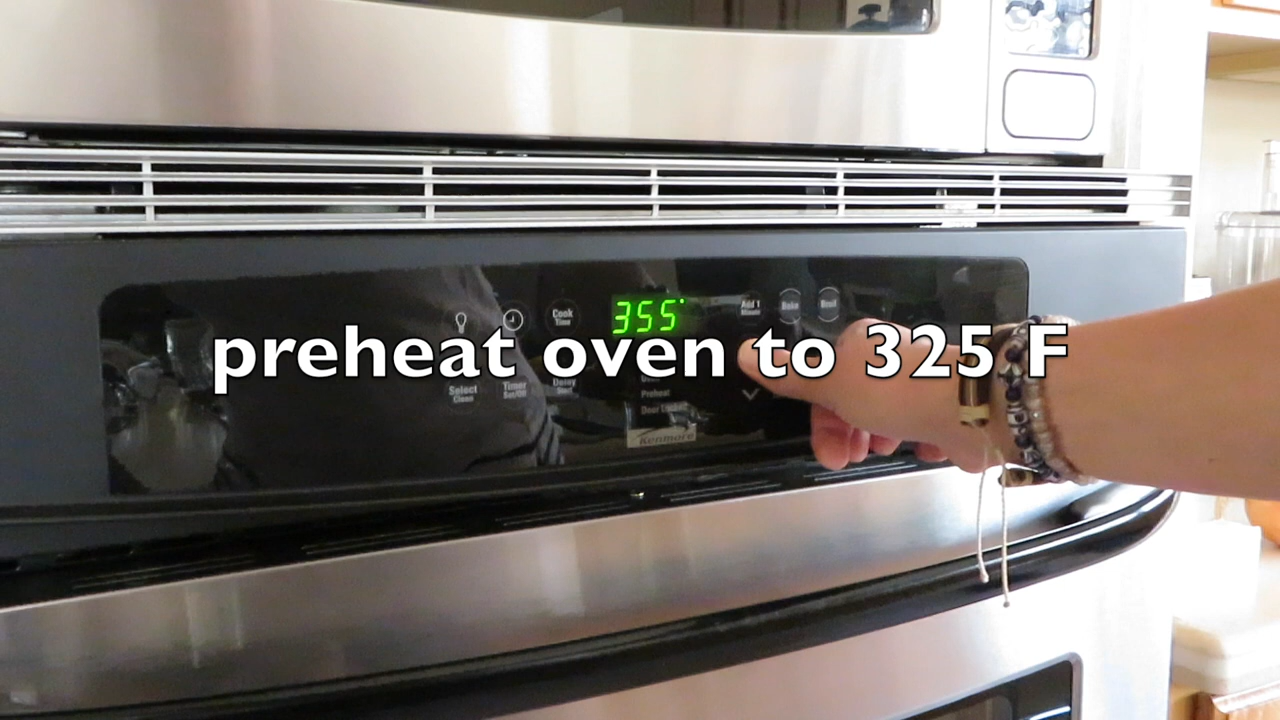 Cook
Time
355°
Add 1
Minute
Bake
Broil
preheat oven to 325 F
Select
Clean
Timer
Set/Off
Delay
Start
Preheat
Door Locked
Kenmore